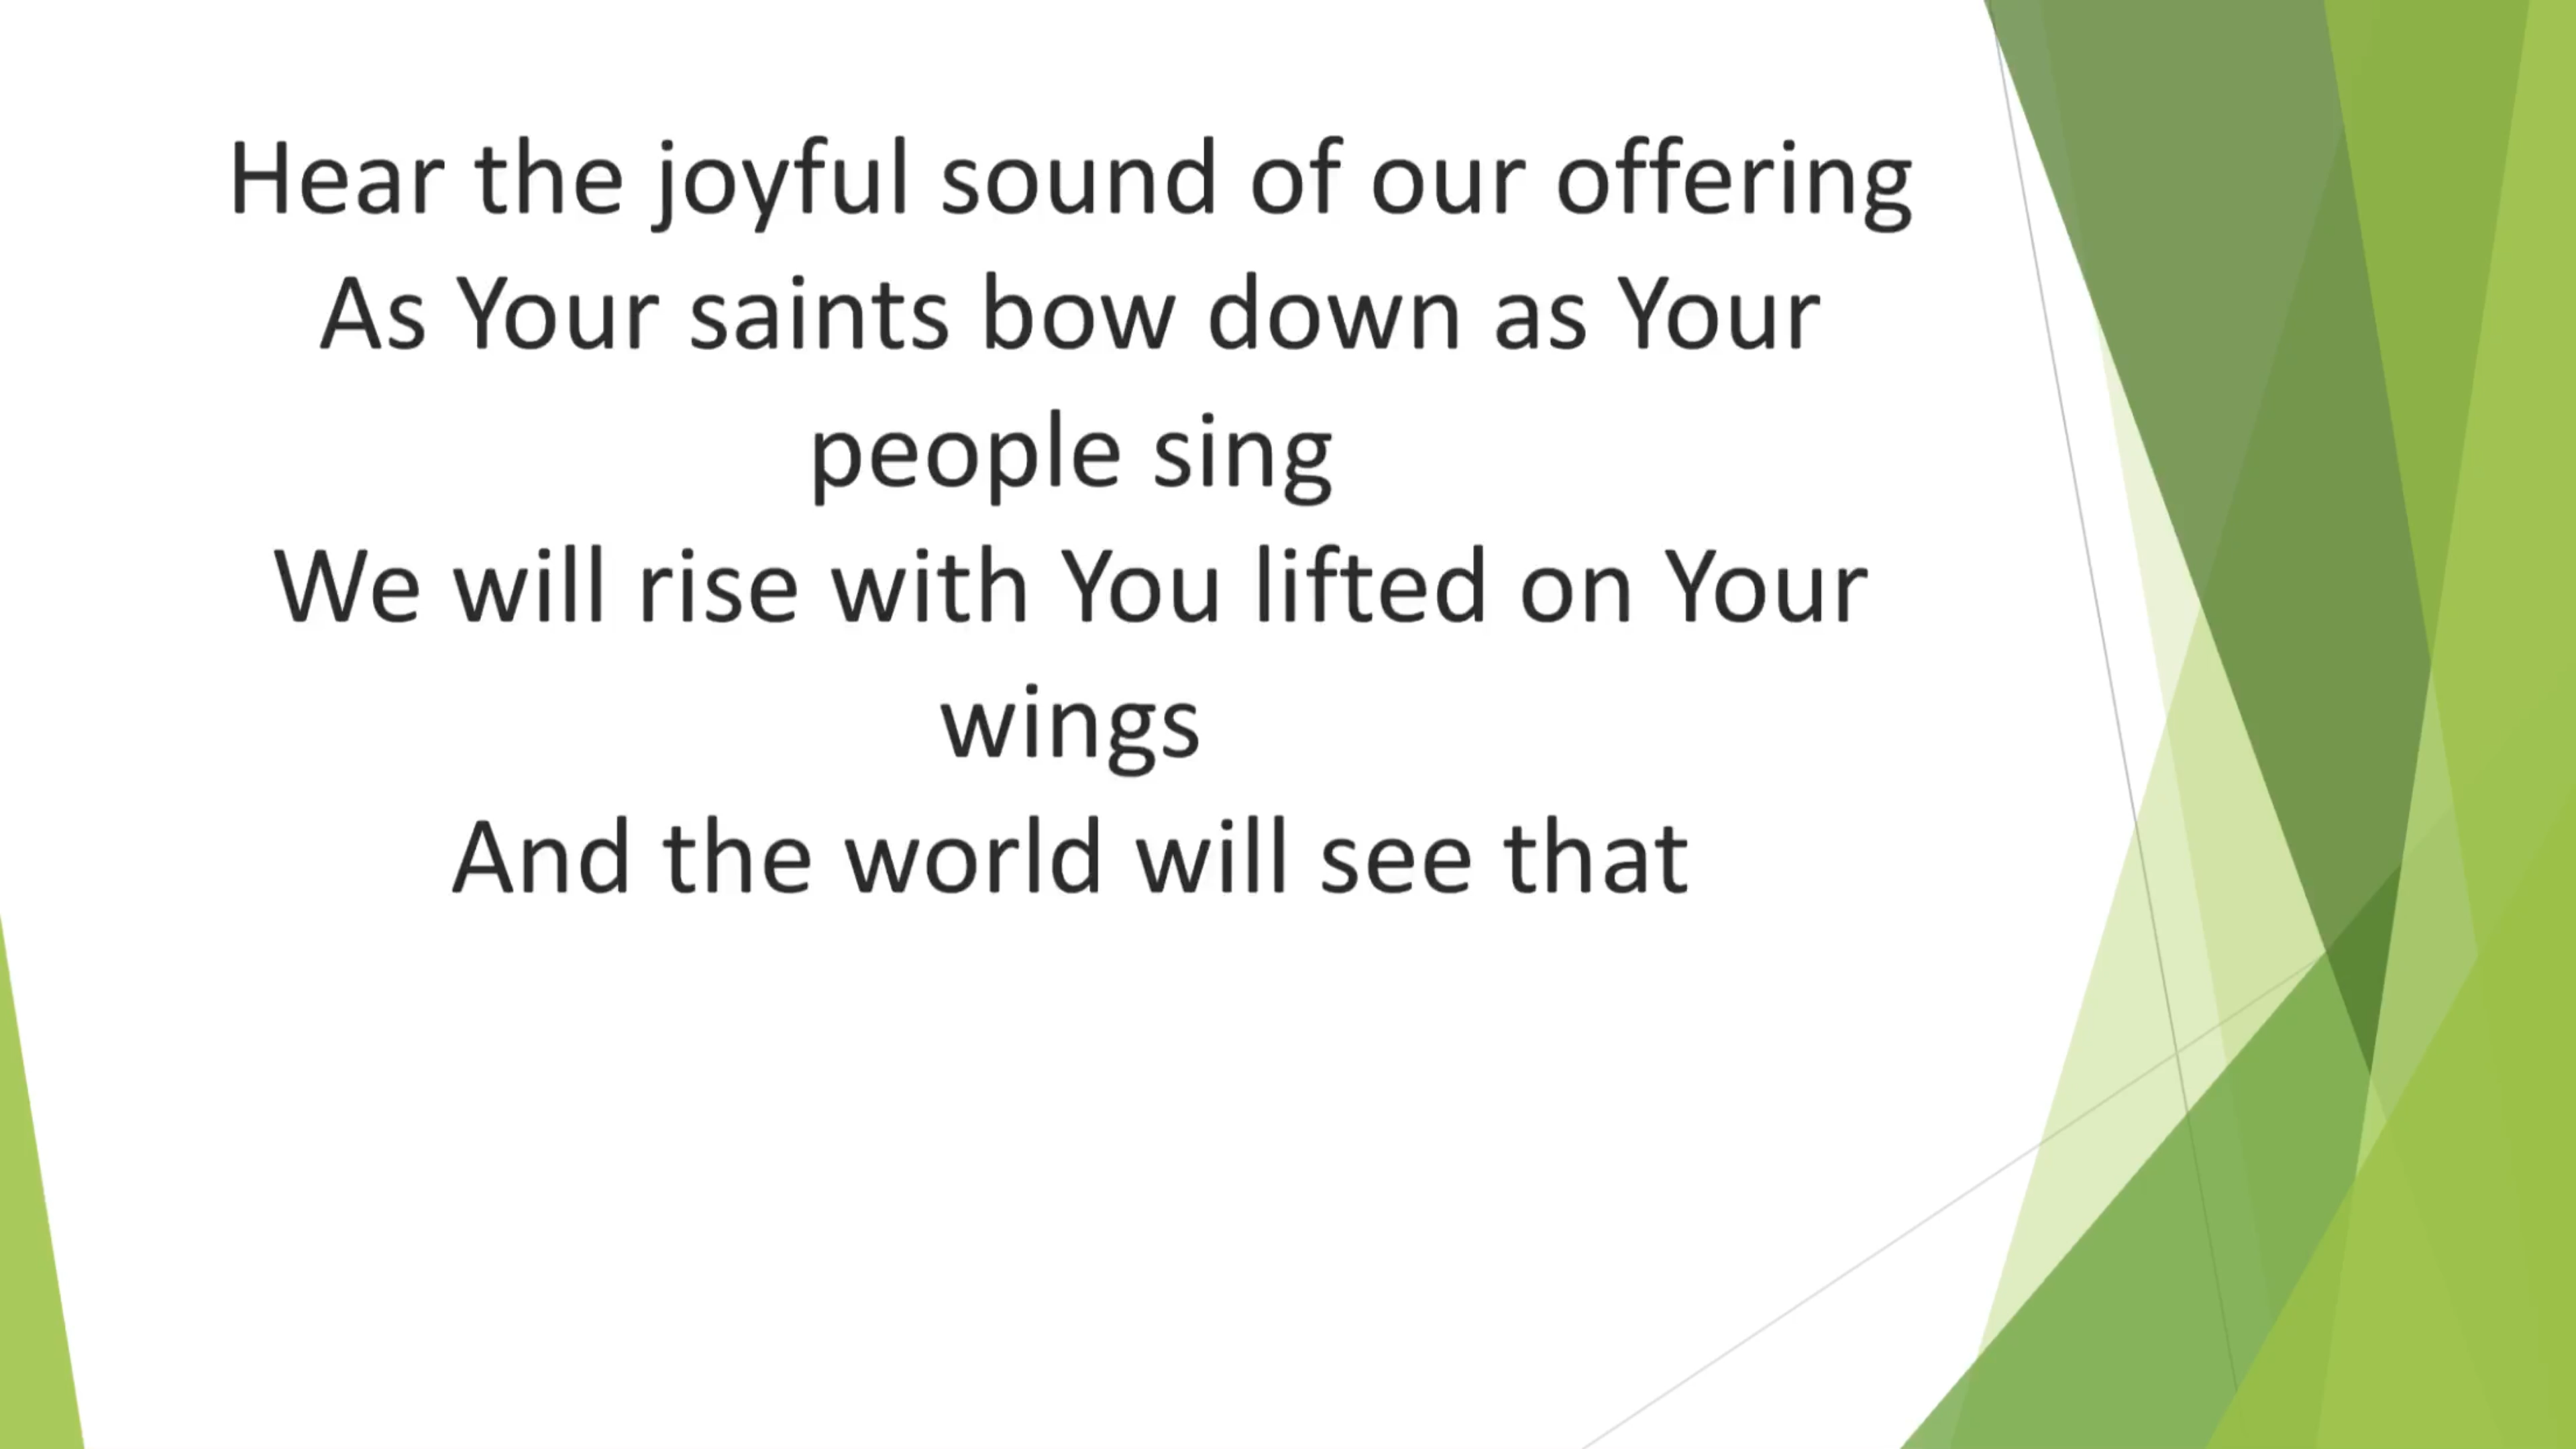 Hear the joyful sound of our offering
As Your saints bow down as Your
people sing
We will rise with You lifted on Your
wings
And the world will see that